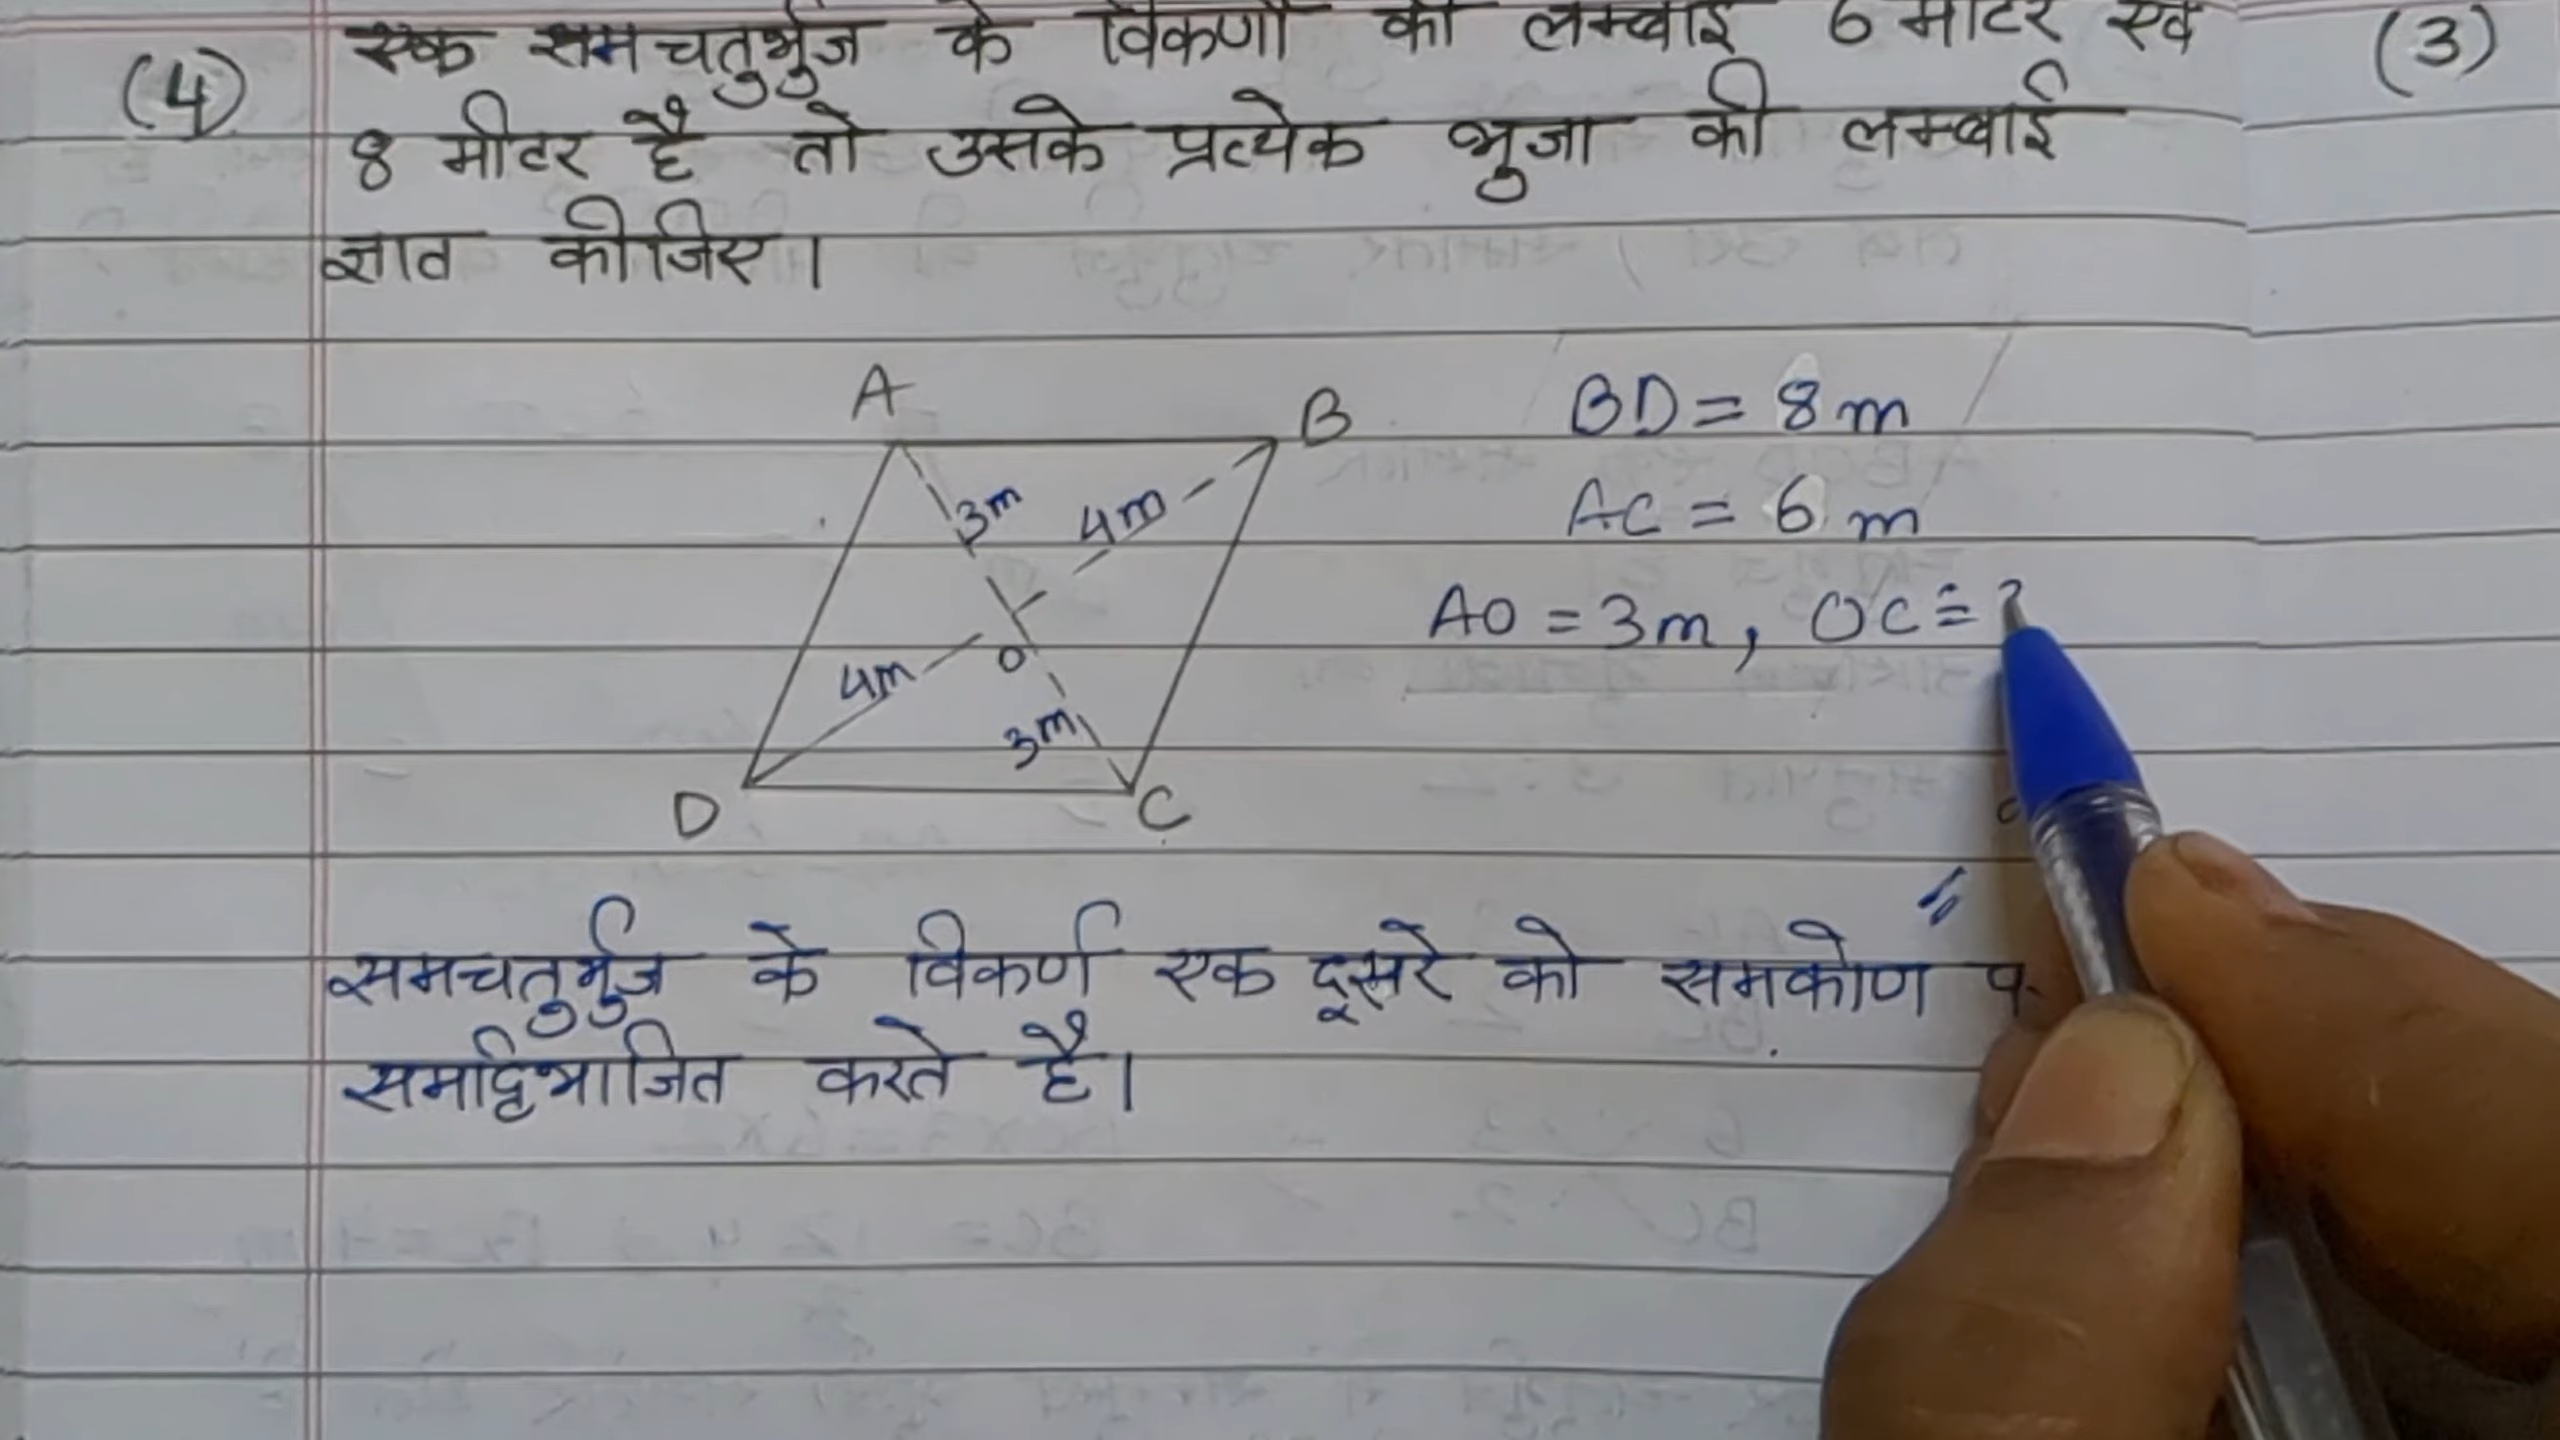 (4) एक समचतुर्भुज के विकर्णों की लम्बाई 6 मीटर एवं (3)
8 मीटर है तो उसके प्रत्येक भुजा की लम्बाई
ज्ञात कीजिए।
A
B
BD = 8 m
3m
4m
AC = 6 m
AO = 3m, OC =
O
4m
3m
D
C
समचतुर्भुज के विकर्ण एक दूसरे को समकोण
समद्विभाजित करते है।